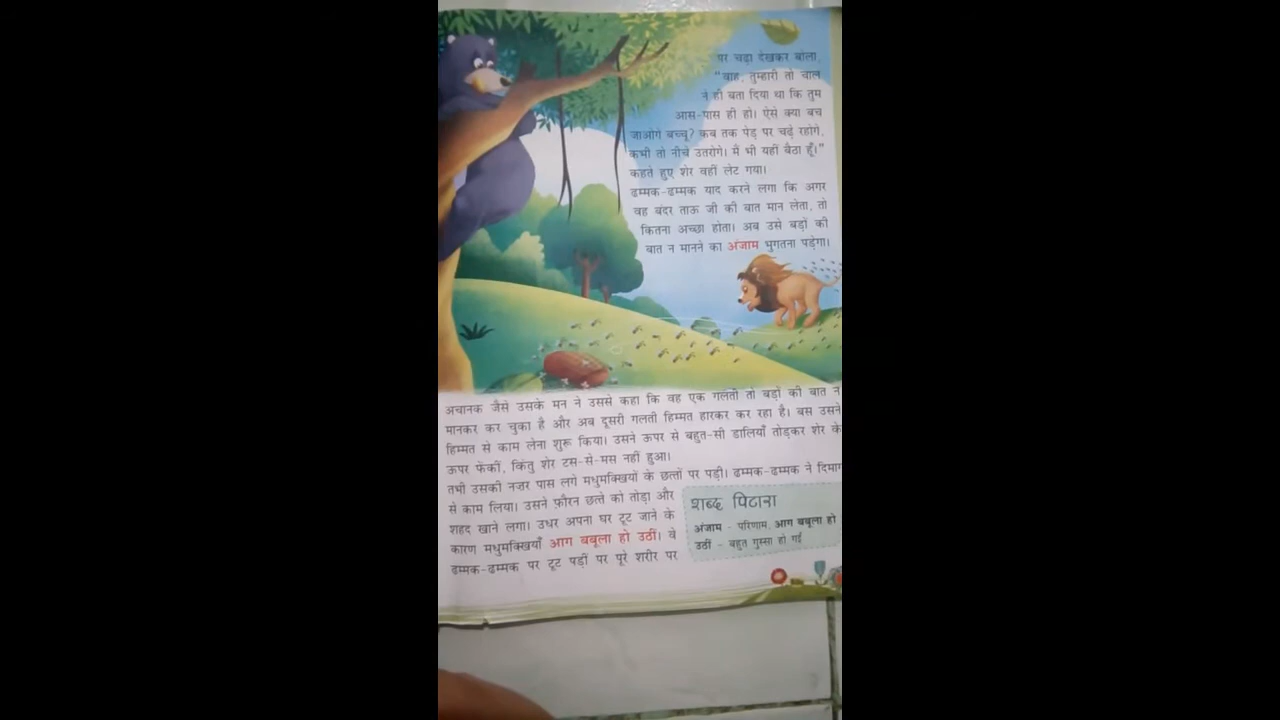 पर चढ़ा देखकर बोला,
"वाह, तुम्हारी तो चाल
ने ही बता दिया था कि तुम
आस-पास ही हो। ऐसे क्या बच
जाओगे बच्चू? कब तक पेड़ पर चढ़े रहोगे,
कभी तो नीचे उतरोगे। मैं भी यहीं बैठा हूँ।"
कहते हुए शेर वहीं लेट गया।
ढम्मक-ढम्मक याद करने लगा कि अगर
वह बंदर ताऊ जी की बात मान लेता, तो
कितना अच्छा होता। अब उसे बड़ों की
बात न मानने का अंजाम भुगतना पड़ेगा।
अचानक जैसे उसके मन ने उससे कहा कि वह एक गलती तो बड़ों की बात न
मानकर कर चुका है और अब दूसरी गलती हिम्मत हारकर कर रहा है। बस उसने
हिम्मत से काम लेना शुरू किया। उसने ऊपर से बहुत-सी डालियाँ तोड़कर शेर के
ऊपर फेंकीं, किंतु शेर टस-से-मस नहीं हुआ।
तभी उसकी नज़र पास लगे मधुमक्खियों के छत्तों पर पड़ी। ढम्मक-ढम्मक ने दिमाग
से काम लिया। उसने फ़ौरन छत्ते को तोड़ा और
शहद खाने लगा। उधर अपना घर टूट जाने के
कारण मधुमक्खियाँ आग बबूला हो उठीं। वे
ढम्मक-ढम्मक पर टूट पड़ीं पर पूरे शरीर पर
शब्द पिटारा
अंजाम - परिणाम, आग बबूला हो
उठीं - बहुत गुस्सा हो गईं